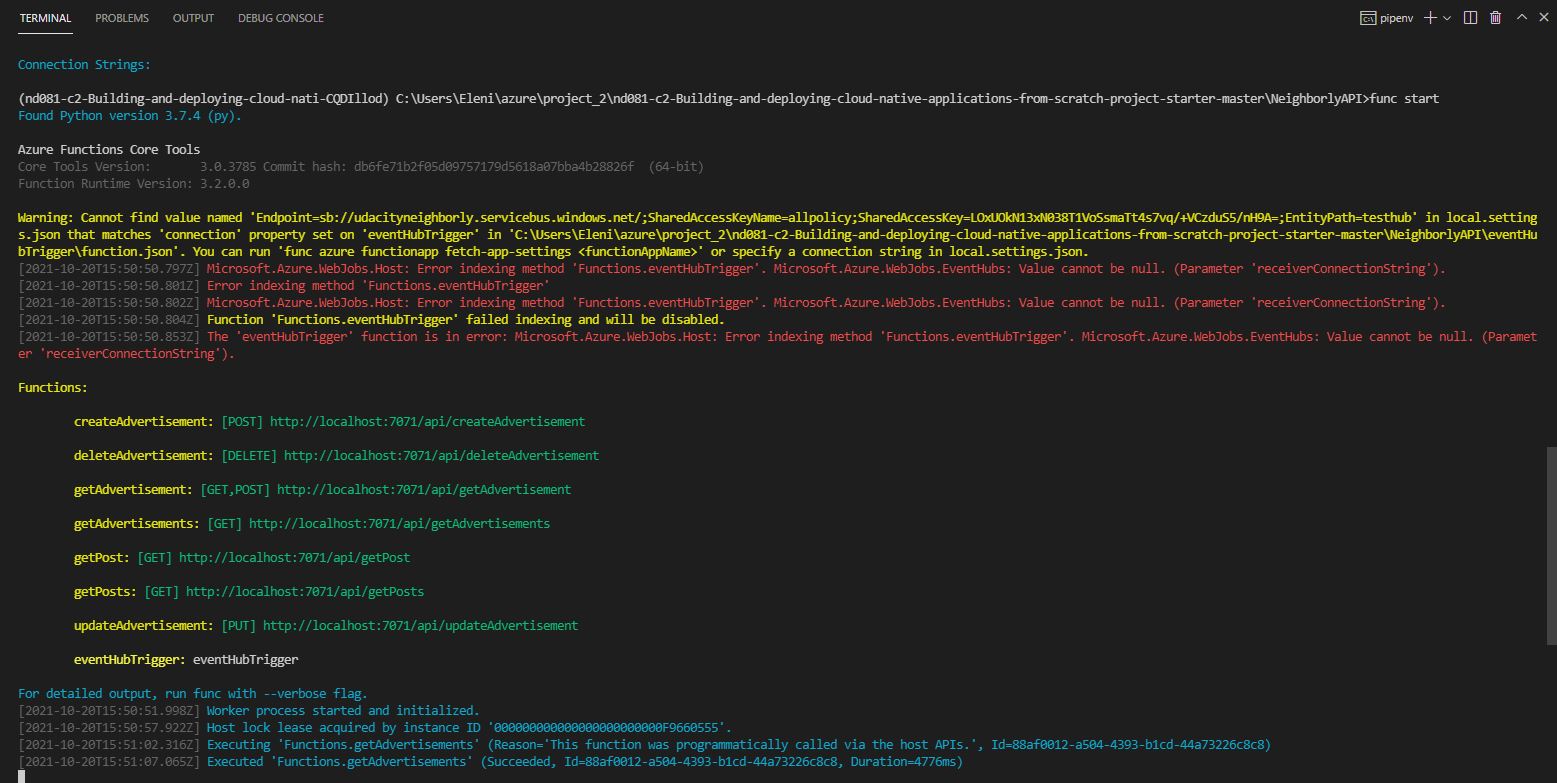 TERMINAL PROBLEMS OUTPUT DEBUG CONSOLE pipenv
Connection Strings:
(nd081-c2-Building-and-deploying-cloud-nati-CQDIllod) C:\Users\Eleni\azure\project_2\nd081-c2-Building-and-deploying-cloud-native-applications-from-scratch-project-starter-master\NeighborlyAPI>func start
Found Python version 3.7.4 (py).
Azure Functions Core Tools
Core Tools Version: 3.0.3785 Commit hash: db6fe71b2f05d09757179d5618a07bba4b28826f (64-bit)
Function Runtime Version: 3.2.0.0
Warning: Cannot find value named 'Endpoint=sb://udacityneighborly.servicebus.windows.net/;SharedAccessKeyName=allpolicy;SharedAccessKey=LOxUOkN13xN038T1VoSsmaTt4s7vq/+VCzduS5/nH9A=;EntityPath=testhub' in local.setting
s.json that matches 'connection' property set on 'eventHubTrigger' in 'C:\Users\Eleni\azure\project_2\nd081-c2-Building-and-deploying-cloud-native-applications-from-scratch-project-starter-master\NeighborlyAPI\eventHu
bTrigger\function.json'. You can run 'func azure functionapp fetch-app-settings <functionAppName>' or specify a connection string in local.settings.json.
[2021-10-20T15:50:50.797Z] Microsoft.Azure.WebJobs.Host: Error indexing method 'Functions.eventHubTrigger'. Microsoft.Azure.WebJobs.EventHubs: Value cannot be null. (Parameter 'receiverConnectionString').
[2021-10-20T15:50:50.801Z] Error indexing method 'Functions.eventHubTrigger'
[2021-10-20T15:50:50.802Z] Microsoft.Azure.WebJobs.Host: Error indexing method 'Functions.eventHubTrigger'. Microsoft.Azure.WebJobs.EventHubs: Value cannot be null. (Parameter 'receiverConnectionString').
[2021-10-20T15:50:50.804Z] Function 'Functions.eventHubTrigger' failed indexing and will be disabled.
[2021-10-20T15:50:50.853Z] The 'eventHubTrigger' function is in error: Microsoft.Azure.WebJobs.Host: Error indexing method 'Functions.eventHubTrigger'. Microsoft.Azure.WebJobs.EventHubs: Value cannot be null. (Paramet
er 'receiverConnectionString').
Functions:
createAdvertisement: [POST] http://localhost:7071/api/createAdvertisement
deleteAdvertisement: [DELETE] http://localhost:7071/api/deleteAdvertisement
getAdvertisement: [GET,POST] http://localhost:7071/api/getAdvertisement
getAdvertisements: [GET] http://localhost:7071/api/getAdvertisements
getPost: [GET] http://localhost:7071/api/getPost
getPosts: [GET] http://localhost:7071/api/getPosts
updateAdvertisement: [PUT] http://localhost:7071/api/updateAdvertisement
eventHubTrigger: eventHubTrigger
For detailed output, run func with --verbose flag.
[2021-10-20T15:50:51.998Z] Worker process started and initialized.
[2021-10-20T15:50:57.922Z] Host lock lease acquired by instance ID '000000000000000000000000F9660555'.
[2021-10-20T15:51:02.316Z] Executing 'Functions.getAdvertisements' (Reason='This function was programmatically called via the host APIs.', Id=88af0012-a504-4393-b1cd-44a73226c8c8)
[2021-10-20T15:51:07.065Z] Executed 'Functions.getAdvertisements' (Succeeded, Id=88af0012-a504-4393-b1cd-44a73226c8c8, Duration=4776ms)